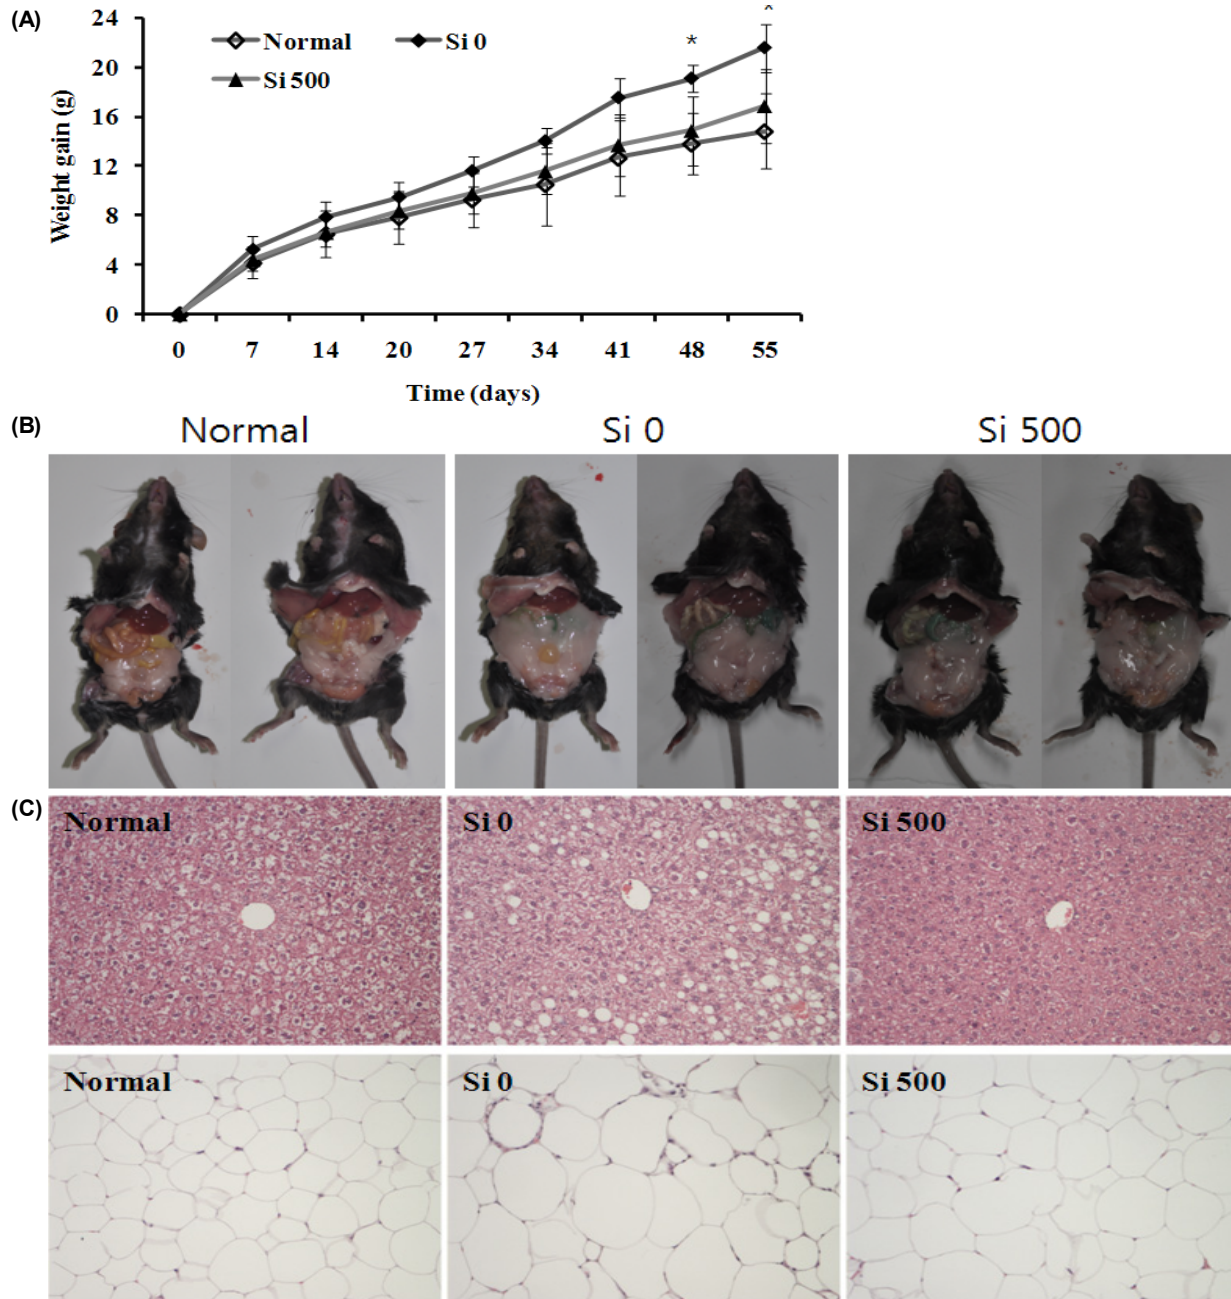 (A)
24
20
16
12
8
4
0
Weight gain (g)
Normal
Si 0
Si 500
*
0 7 14 20 27 34 41 48 55
Time (days)
(B)
Normal Si 0 Si 500
(C)
Normal Si 0 Si 500
Normal Si 0 Si 500